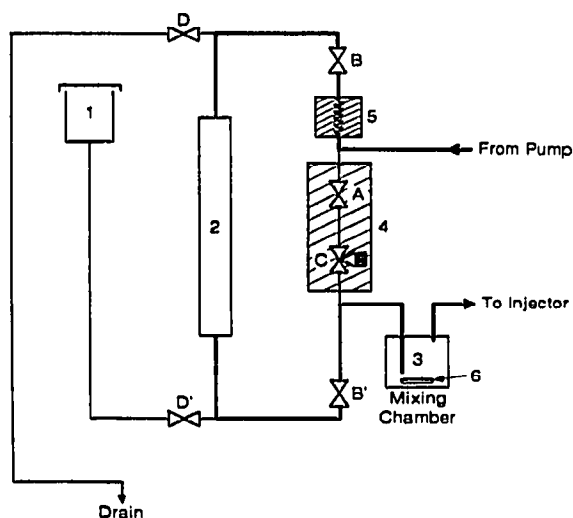 D
B
1
5
From Pump
A
2
4
C
To Injector
3
6
D'
B'
Mixing
Chamber
Drain